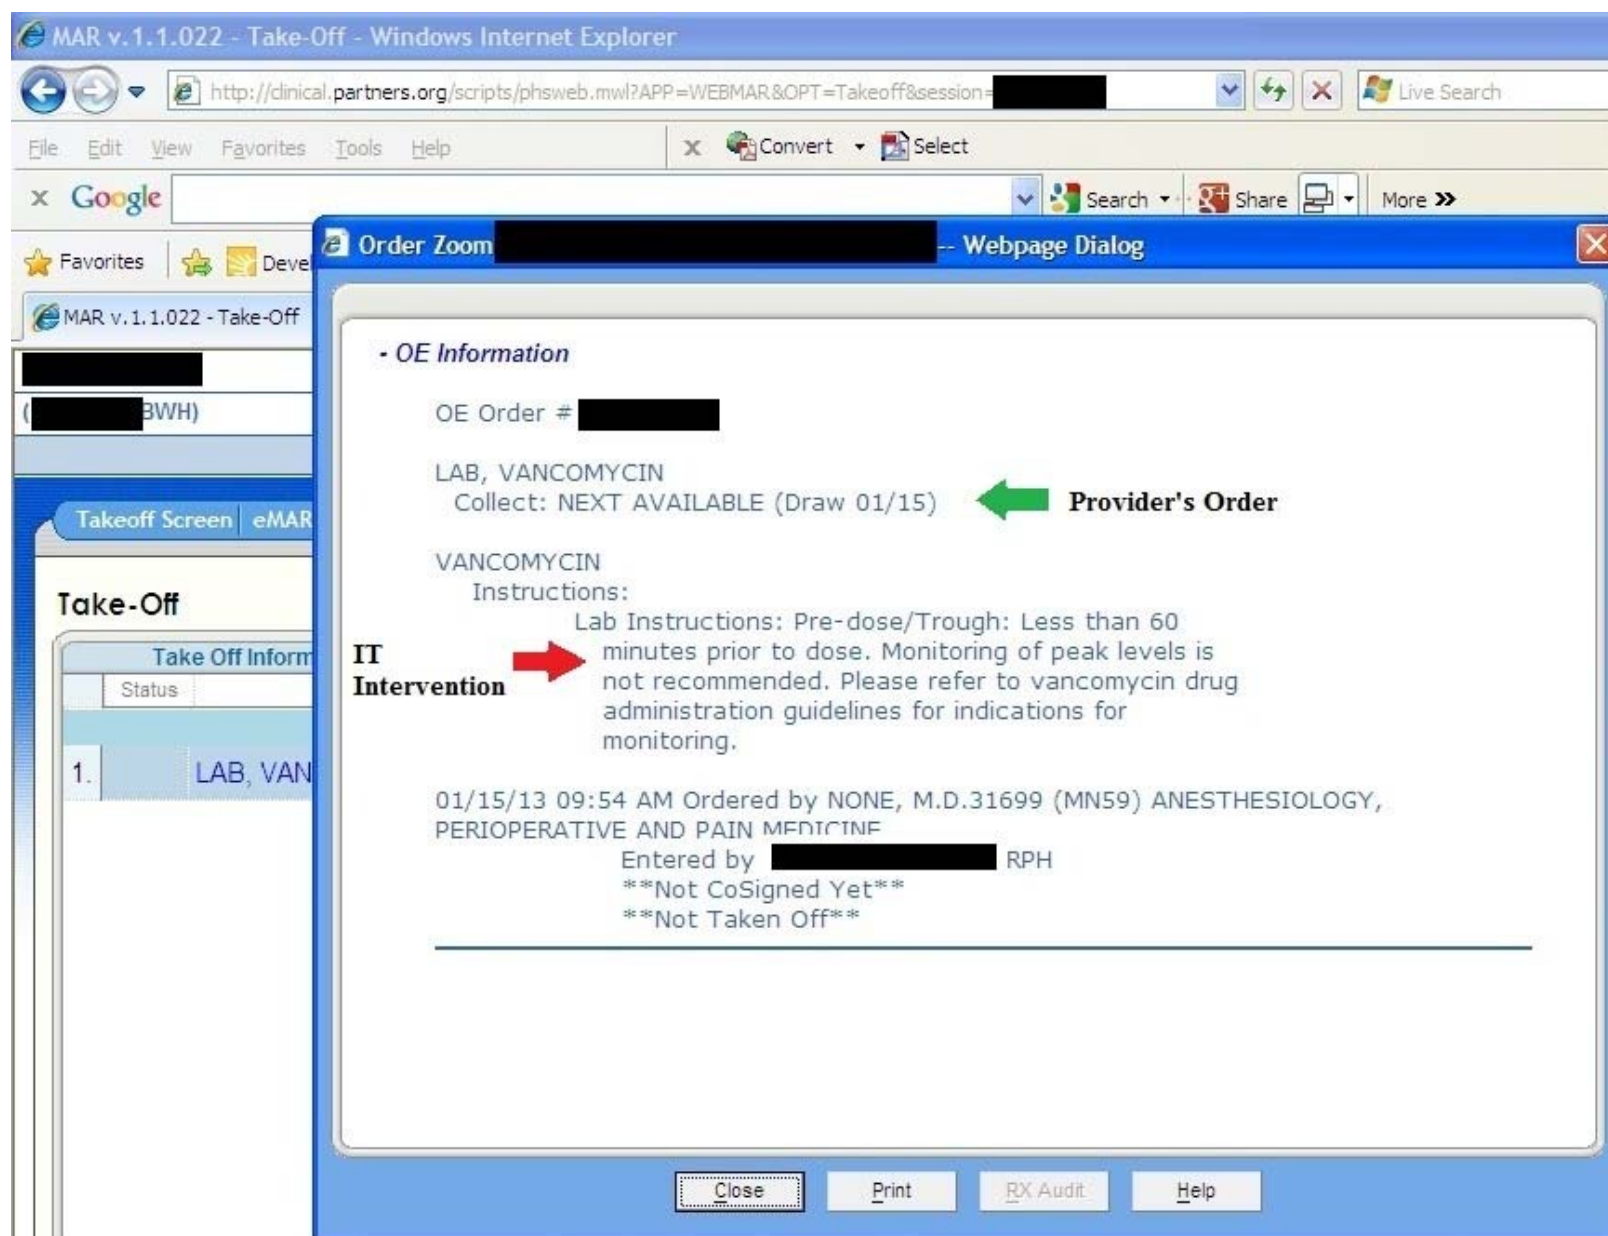 MAR v.1.1.022 - Take-Off - Windows Internet Explorer
http://clinical.partners.org/scripts/phsweb.mwl?APP=WEBMAR&OPT=Takeoff&session=
Live Search
File Edit View Favorites Tools Help
x Convert Select
x Google
Search Share More »
Favorites Devel
Order Zoom -- Webpage Dialog
MAR v.1.1.022 - Take-Off
( BWH)
Takeoff Screen eMAR
Take-Off
Take Off Inform
Status
1. LAB, VAN
- OE Information
OE Order #
LAB, VANCOMYCIN
Collect: NEXT AVAILABLE (Draw 01/15)
Provider's Order
VANCOMYCIN
Instructions:
Lab Instructions: Pre-dose/Trough: Less than 60
minutes prior to dose. Monitoring of peak levels is
not recommended. Please refer to vancomycin drug
administration guidelines for indications for
monitoring.
IT
Intervention
01/15/13 09:54 AM Ordered by NONE, M.D.31699 (MN59) ANESTHESIOLOGY,
PERIOPERATIVE AND PAIN MEDICINE
Entered by RPH
**Not CoSigned Yet**
**Not Taken Off**
Close Print RX Audit Help